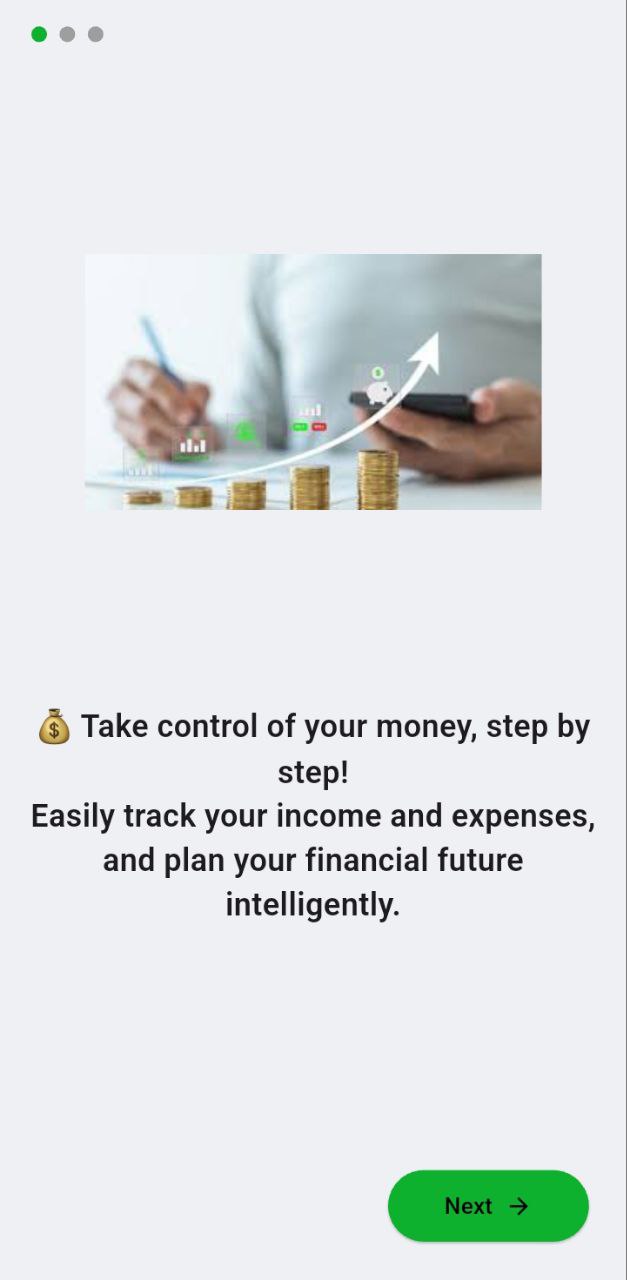 💰 Take control of your money, step by
step!
Easily track your income and expenses,
and plan your financial future
intelligently.
Next →